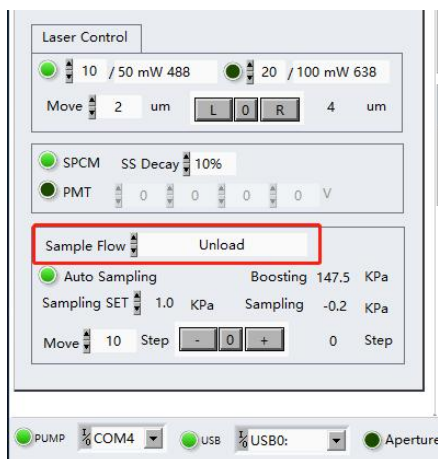 Laser Control
10 / 50 mW 488 20 / 100 mW 638
Move 2 um L 0 R 4 um
SPCM SS Decay 10%
PMT 0 0 0 0 V
Sample Flow Unload
Auto Sampling Boosting 147.5 KPa
Sampling SET 1.0 KPa Sampling -0.2 KPa
Move 10 Step - 0 + 0 Step
PUMP I/O COM4 USB I/O USB0: Aperture